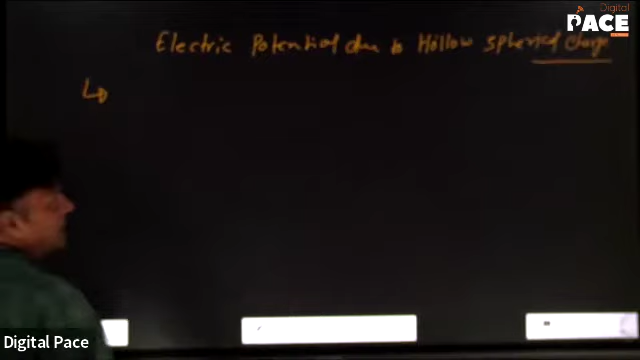 Digital
PACE
Electric Potential due to Hollow spherical charge
Digital Pace